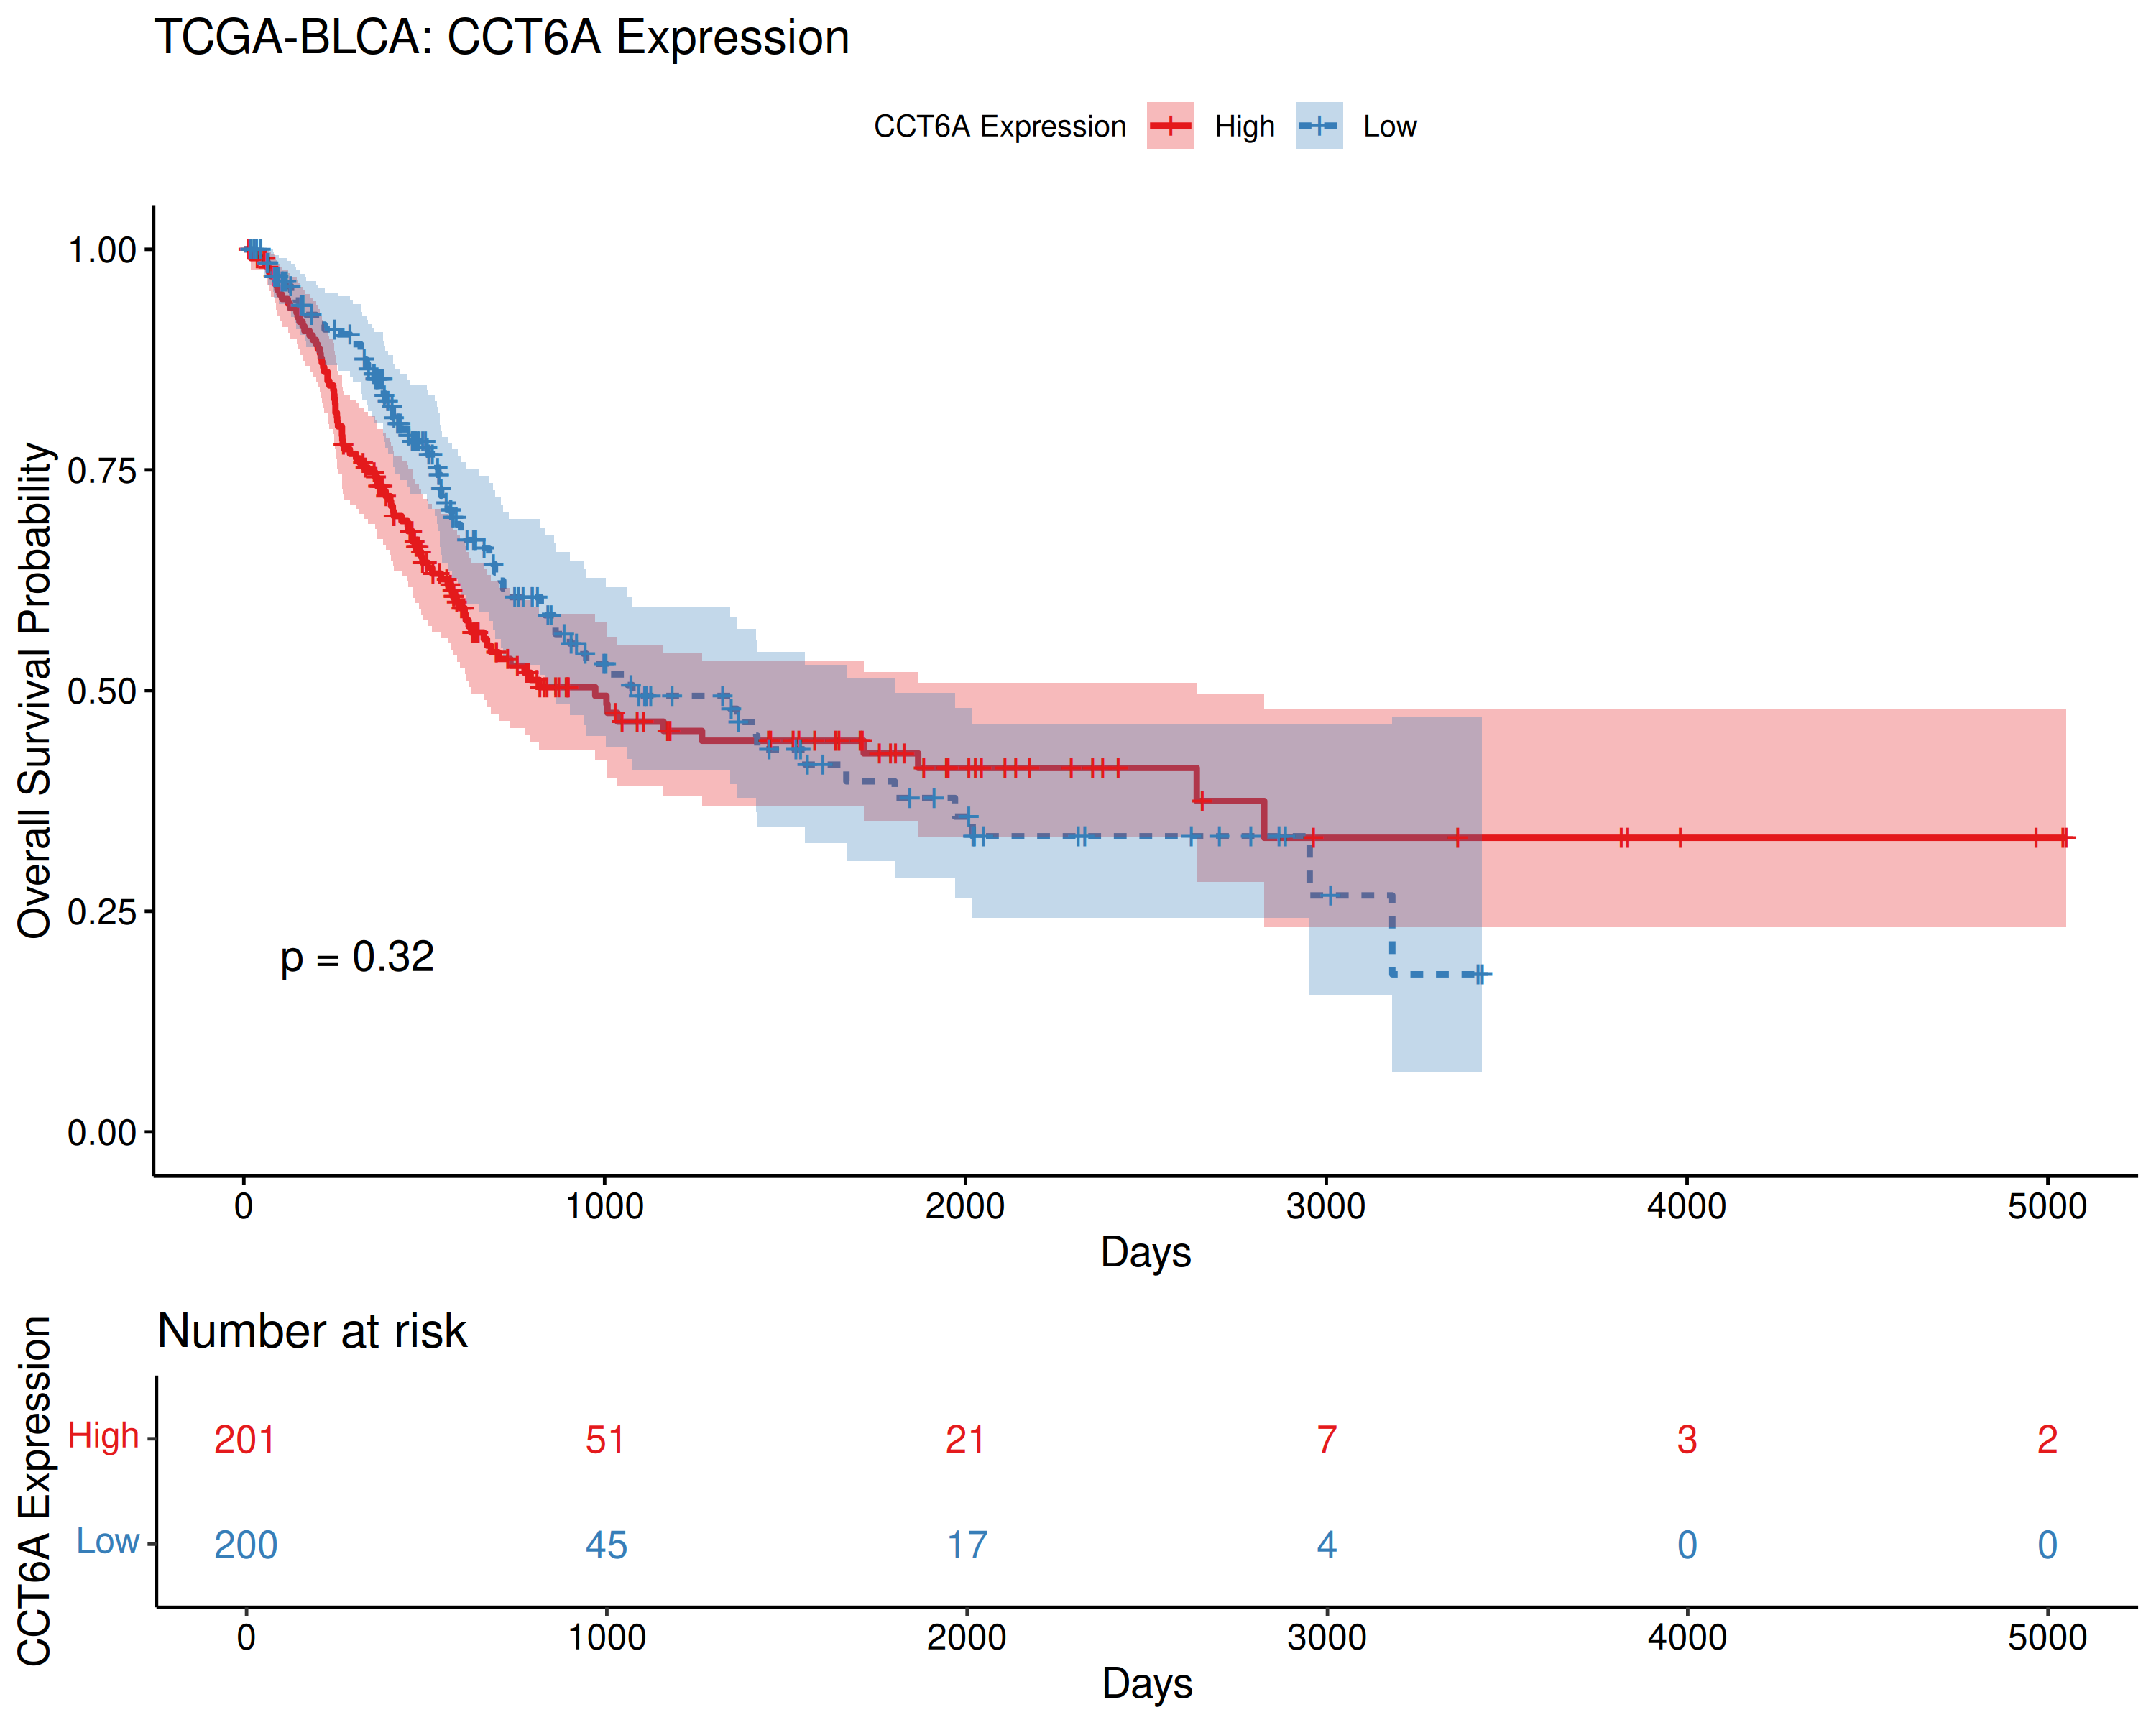 TCGA-BLCA: CCT6A Expression
CCT6A Expression High Low
Overall Survival Probability
1.00
0.75
0.50
0.25
0.00
p = 0.32
0 1000 2000 3000 4000 5000
Days
Number at risk
CCT6A Expression
High 201 51 21 7 3 2
Low 200 45 17 4 0 0
0 1000 2000 3000 4000 5000
Days